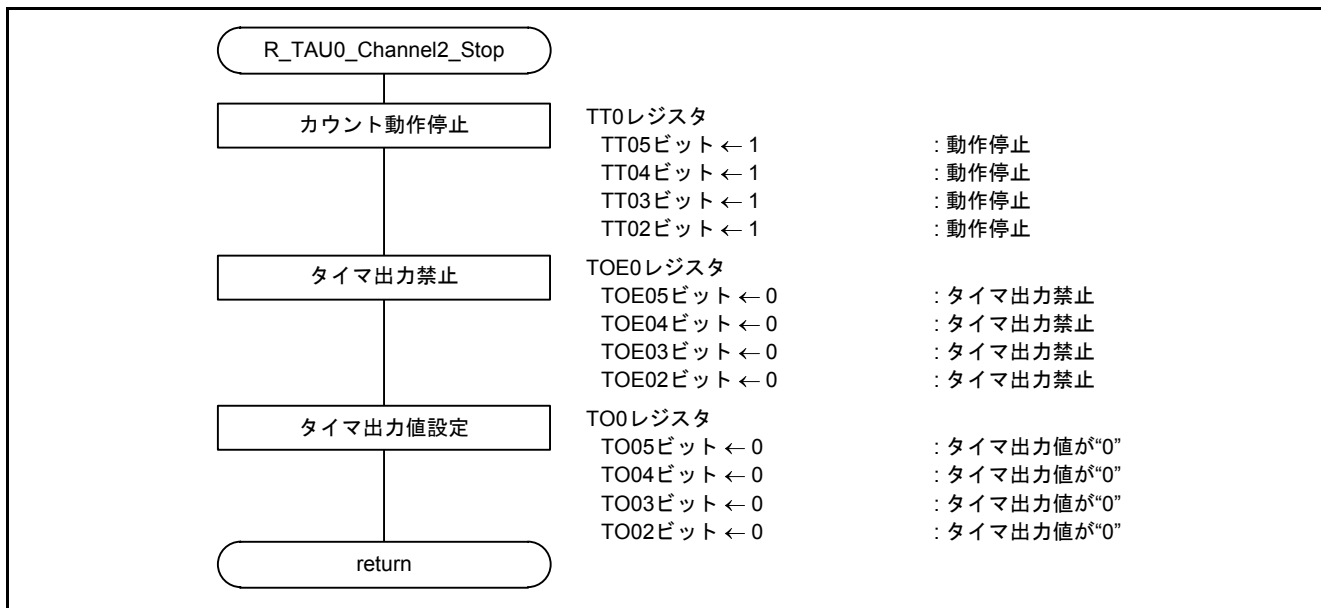 R_TAU0_Channel2_Stop
カウント動作停止
TT0レジスタ
TT05ビット ← 1 : 動作停止
TT04ビット ← 1 : 動作停止
TT03ビット ← 1 : 動作停止
TT02ビット ← 1 : 動作停止
タイマ出力禁止
TOE0レジスタ
TOE05ビット ← 0 : タイマ出力禁止
TOE04ビット ← 0 : タイマ出力禁止
TOE03ビット ← 0 : タイマ出力禁止
TOE02ビット ← 0 : タイマ出力禁止
タイマ出力値設定
TO0レジスタ
TO05ビット ← 0 : タイマ出力値が“0”
TO04ビット ← 0 : タイマ出力値が“0”
TO03ビット ← 0 : タイマ出力値が“0”
TO02ビット ← 0 : タイマ出力値が“0”
return